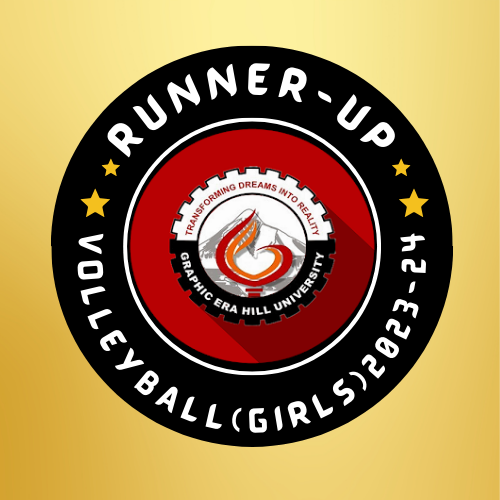 RUNNER-UP
TRANSFORMING DREAMS INTO REALITY
GRAPHIC ERA HILL UNIVERSITY
VOLLEYBALL(GIRLS)2023-24